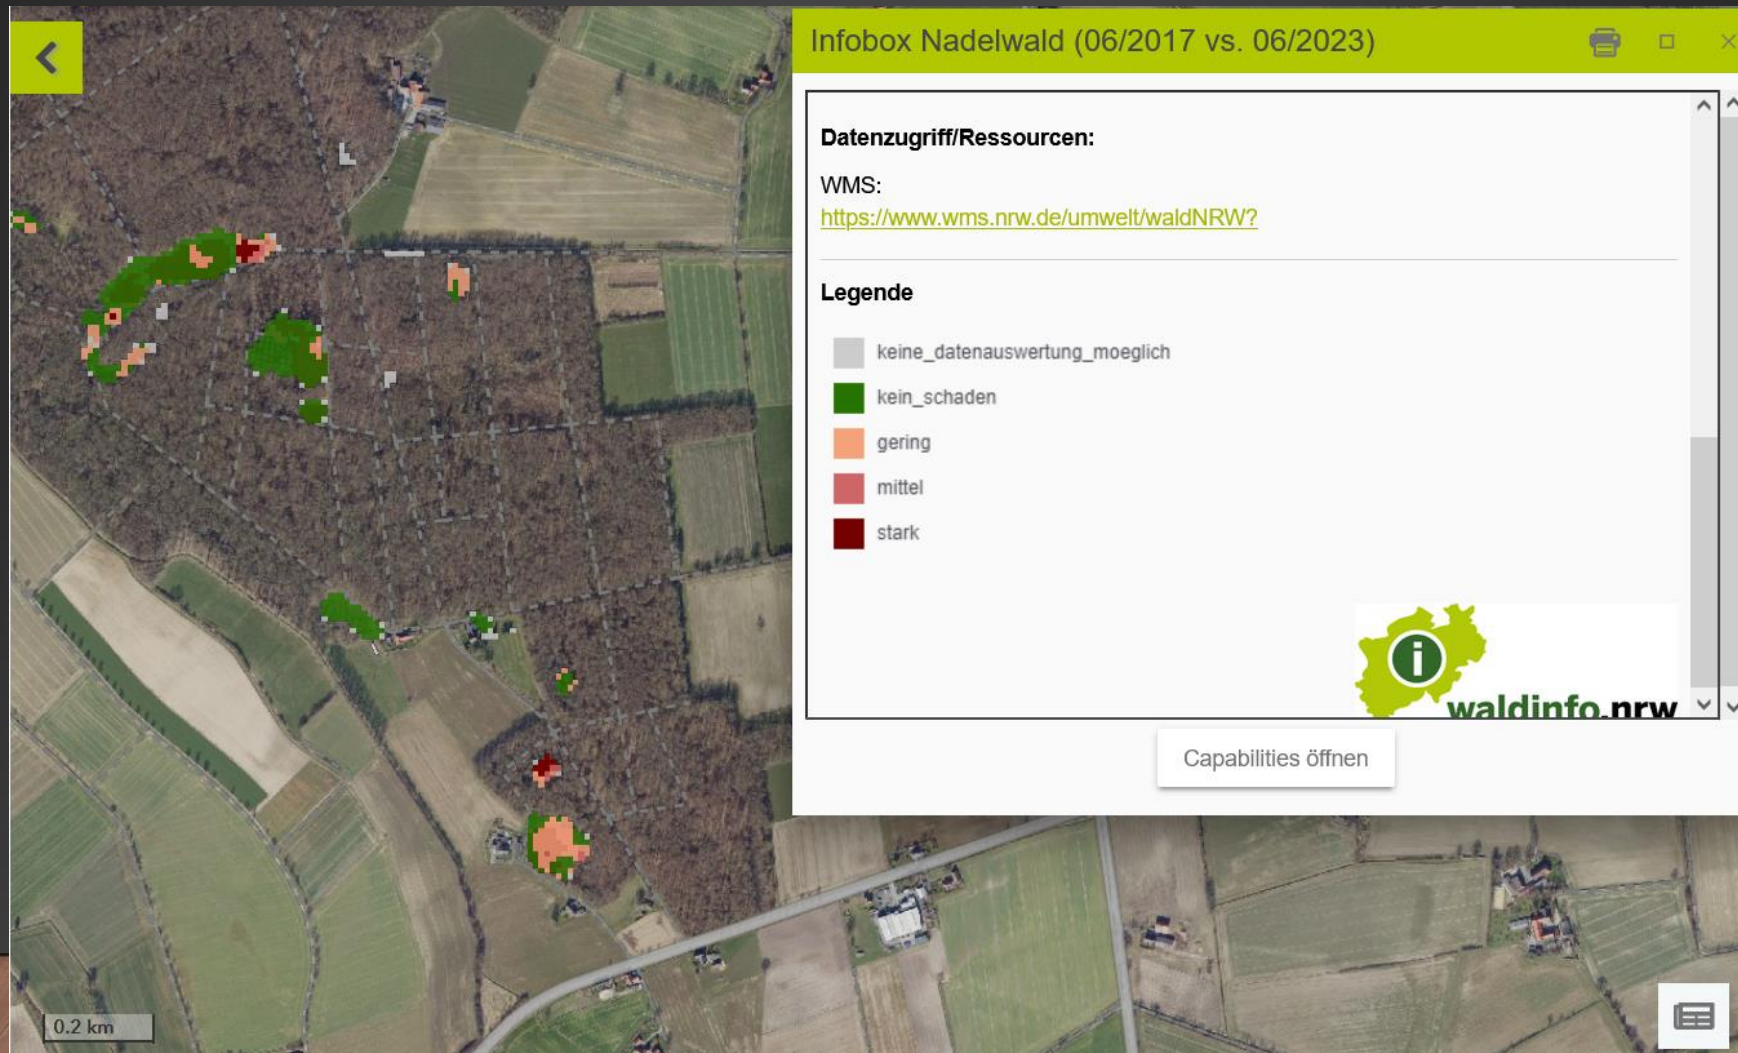 Infobox Nadelwald (06/2017 vs. 06/2023)
Datenzugriff/Ressourcen:
WMS:
https://www.wms.nrw.de/umwelt/waldNRW?
Legende
keine_datenauswertung_moeglich
kein_schaden
gering
mittel
stark
i
waldinfo.nrw
Capabilities öffnen
0.2 km